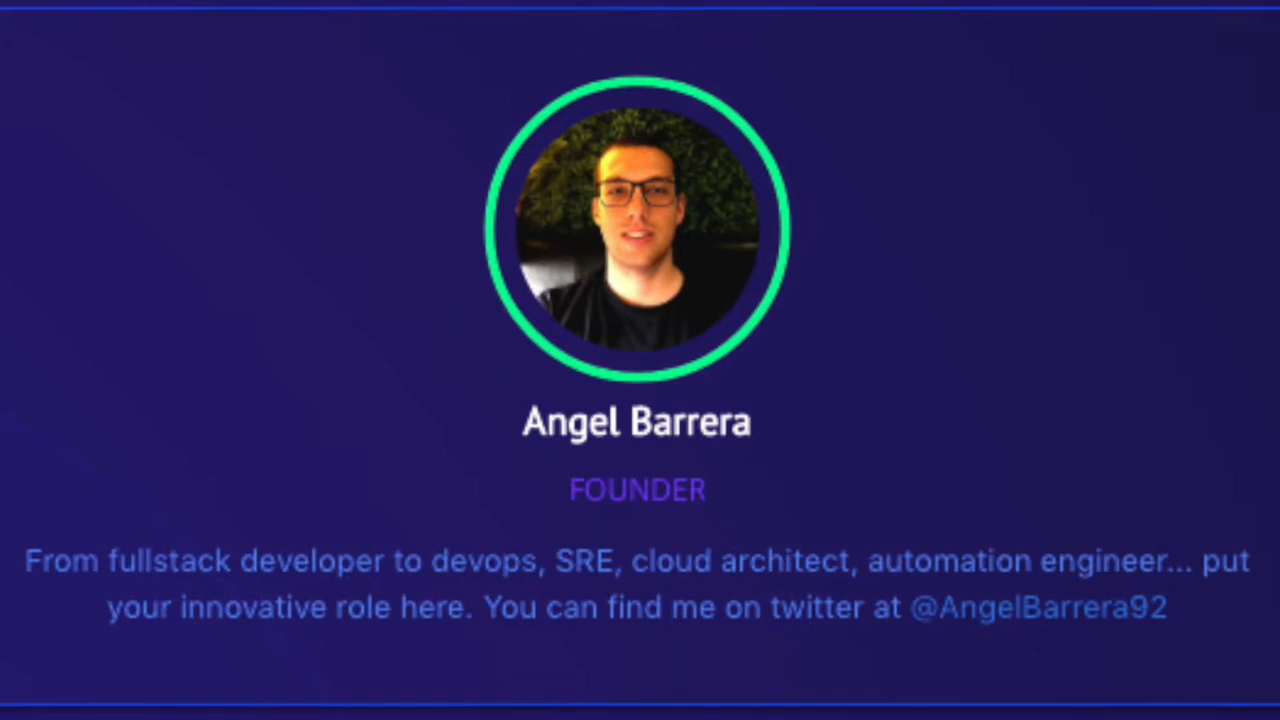 Angel Barrera
FOUNDER
From fullstack developer to devops, SRE, cloud architect, automation engineer... put
your innovative role here. You can find me on twitter at @AngelBarrera92